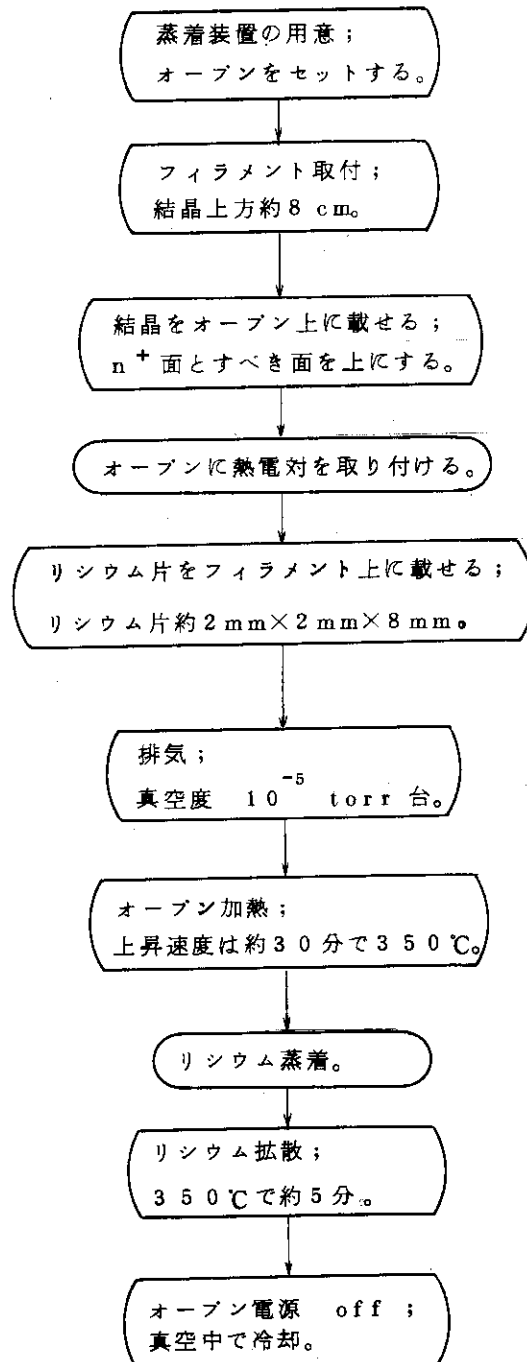 蒸着装置の用意；
オーブンをセットする。
フィラメント取付；
結晶上方約8cm。
結晶をオーブン上に載せる；
n⁺面とすべき面を上にする。
オーブンに熱電対を取り付ける。
リシウム片をフィラメント上に載せる；
リシウム片約2mm×2mm×8mm。
排気；
真空度 10⁻⁵ torr台。
オーブン加熱；
上昇速度は約30分で350℃。
リシウム蒸着。
リシウム拡散；
350℃で約5分。
オーブン電源 off；
真空中で冷却。